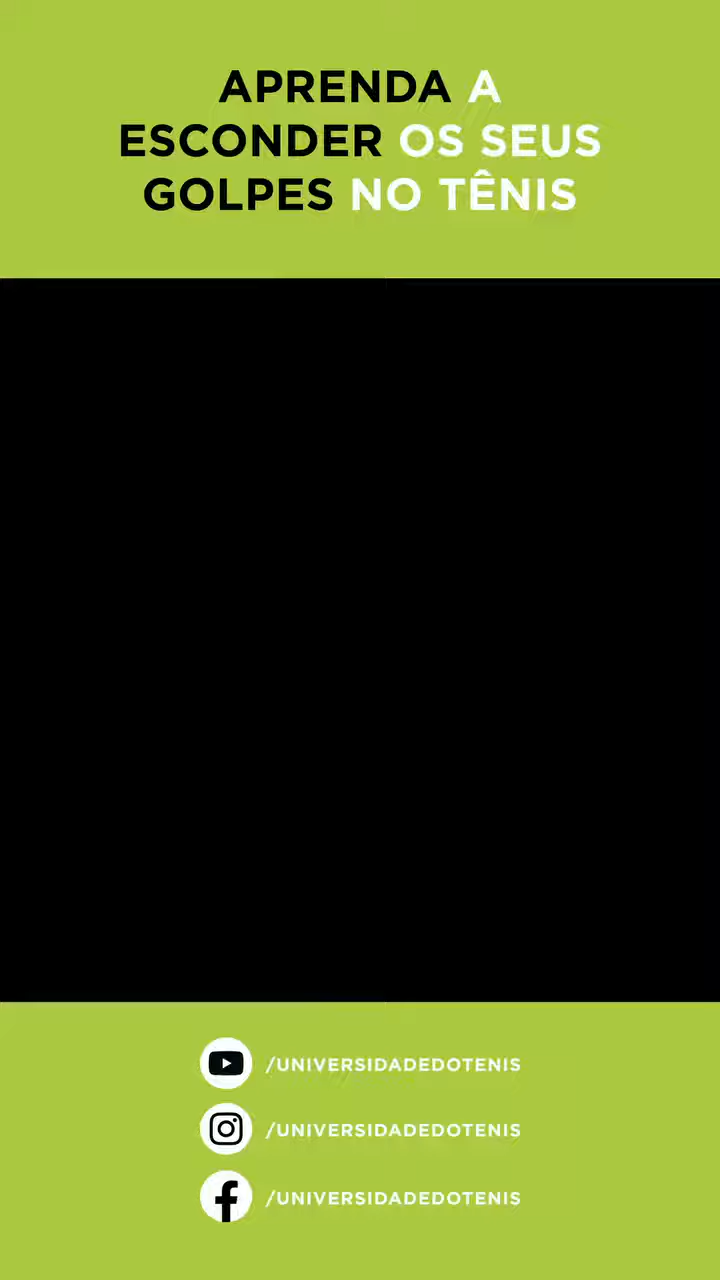 APRENDA A
ESCONDER OS SEUS
GOLPES NO TÊNIS
/UNIVERSIDADEDOTENIS
/UNIVERSIDADEDOTENIS
/UNIVERSIDADEDOTENIS